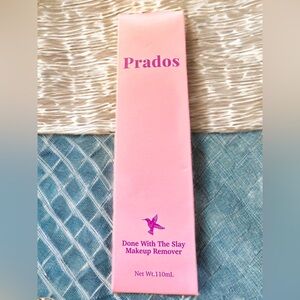 Prados
Done With The Slay
Makeup Remover
Net Wt.110mL